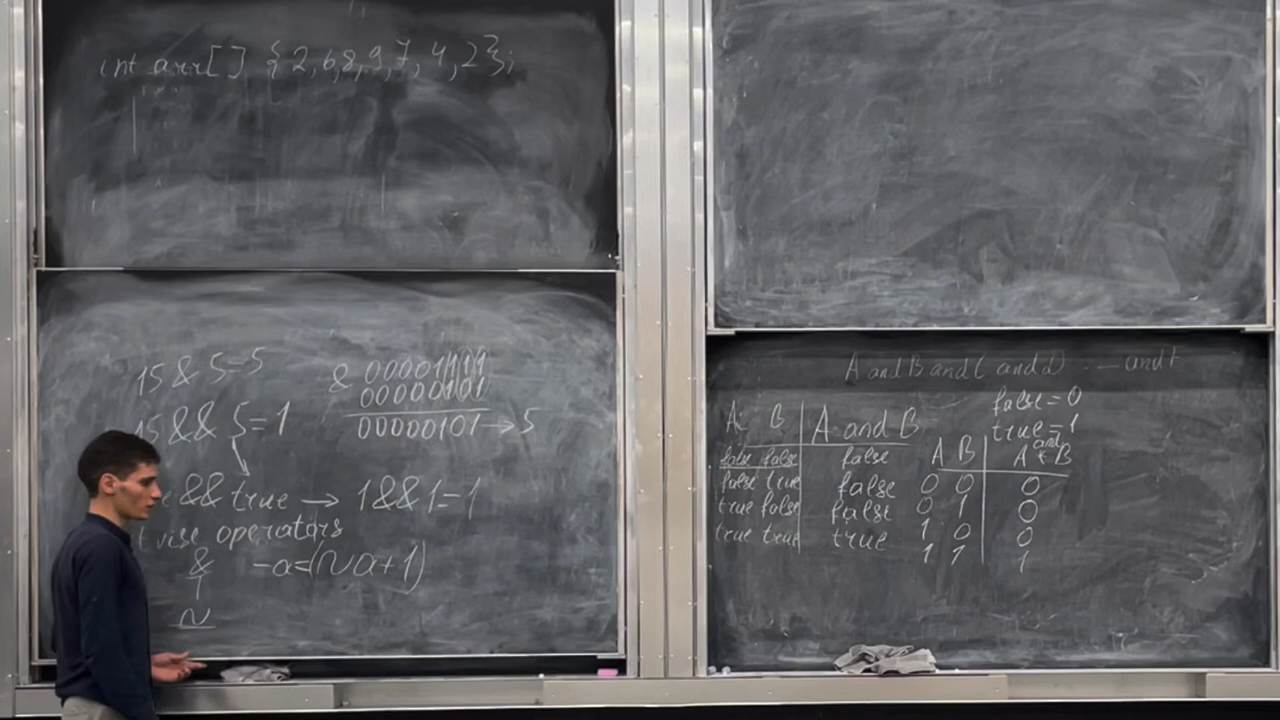 int arr[] {2,6,8,9,7,4,2};
15 & 5=5
15 && 5=1
& 00001111
00000101
00000101→5
&& true → 1&&1=1
operators
& -a=(~a+1)
|
~
A and B and C and d) ... and F
false=0
true=1
A B | A and B
false false | false
false true | false
true false | false
true true | true
A B | A and B
0 0 | 0
0 1 | 0
1 0 | 0
1 1 | 1